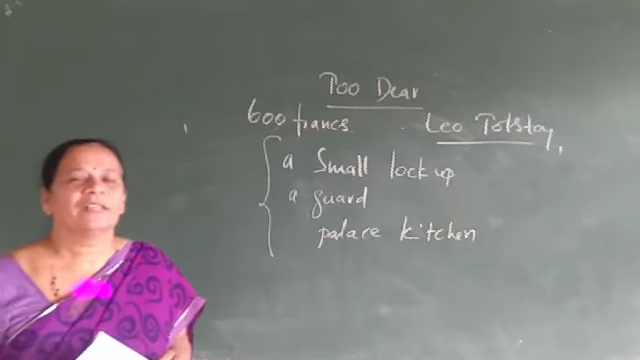 Too Dear
600 francs.
Leo Tolstoy,
a Small lock up
a guard
palace kitchen